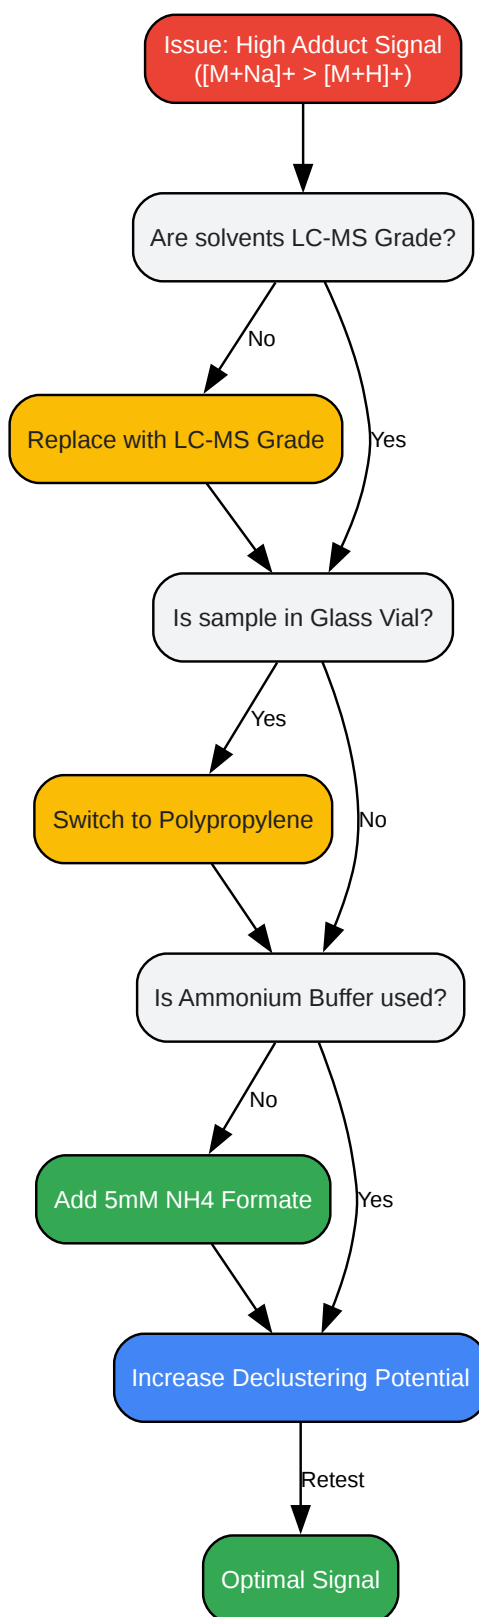 Issue: High Adduct Signal
([M+Na]+ > [M+H]+)
Are solvents LC-MS Grade?
No
Replace with LC-MS Grade
Yes
Is sample in Glass Vial?
Yes
Switch to Polypropylene
No
Is Ammonium Buffer used?
No
Add 5mM NH4 Formate
Yes
Increase Declustering Potential
Retest
Optimal Signal